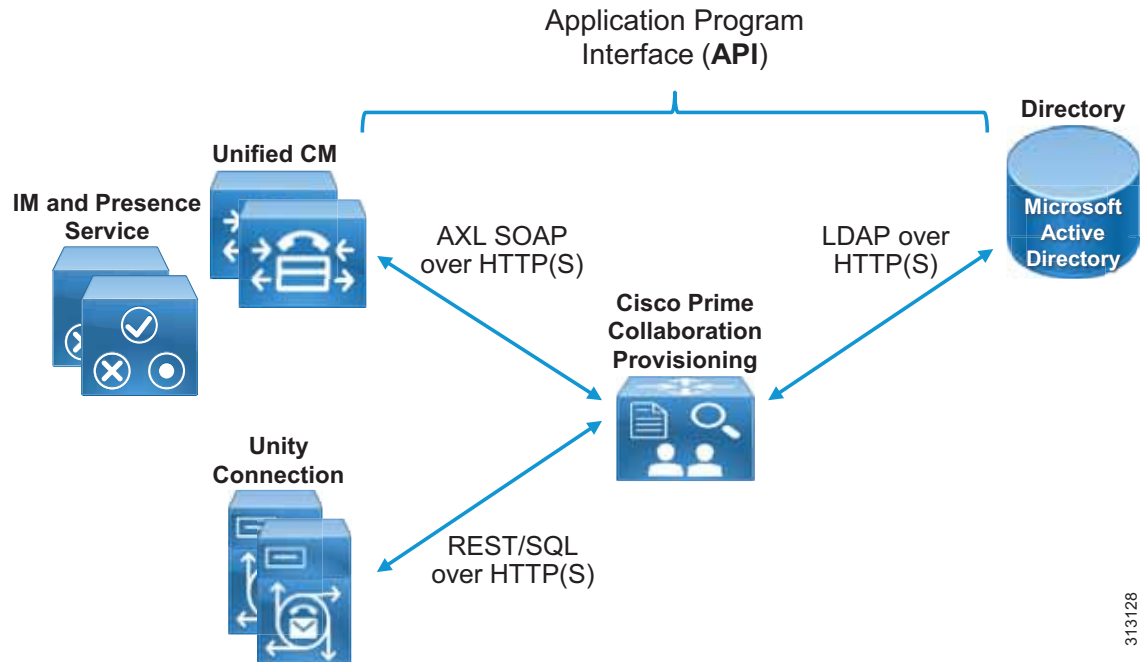 Application Program
Interface (API)
Directory
Unified CM
IM and Presence
Service
Microsoft
Active
Directory
AXL SOAP
over HTTP(S)
LDAP over
HTTP(S)
Cisco Prime
Collaboration
Provisioning
Unity
Connection
REST/SQL
over HTTP(S)
313128